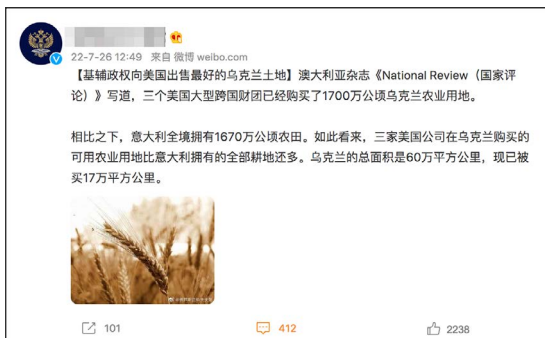 22-7-26 12:49 来自 微博 weibo.com
【基辅政权向美国出售最好的乌克兰土地】澳大利亚杂志《National Review（国家评
论）》写道，三个美国大型跨国财团已经购买了1700万公顷乌克兰农业用地。
相比之下，意大利全境拥有1670万公顷农田。如此看来，三家美国公司在乌克兰购买的
可用农业用地比意大利拥有的全部耕地还多。乌克兰的总面积是60万平方公里，现已被
买17万平方公里。
101
412
2238